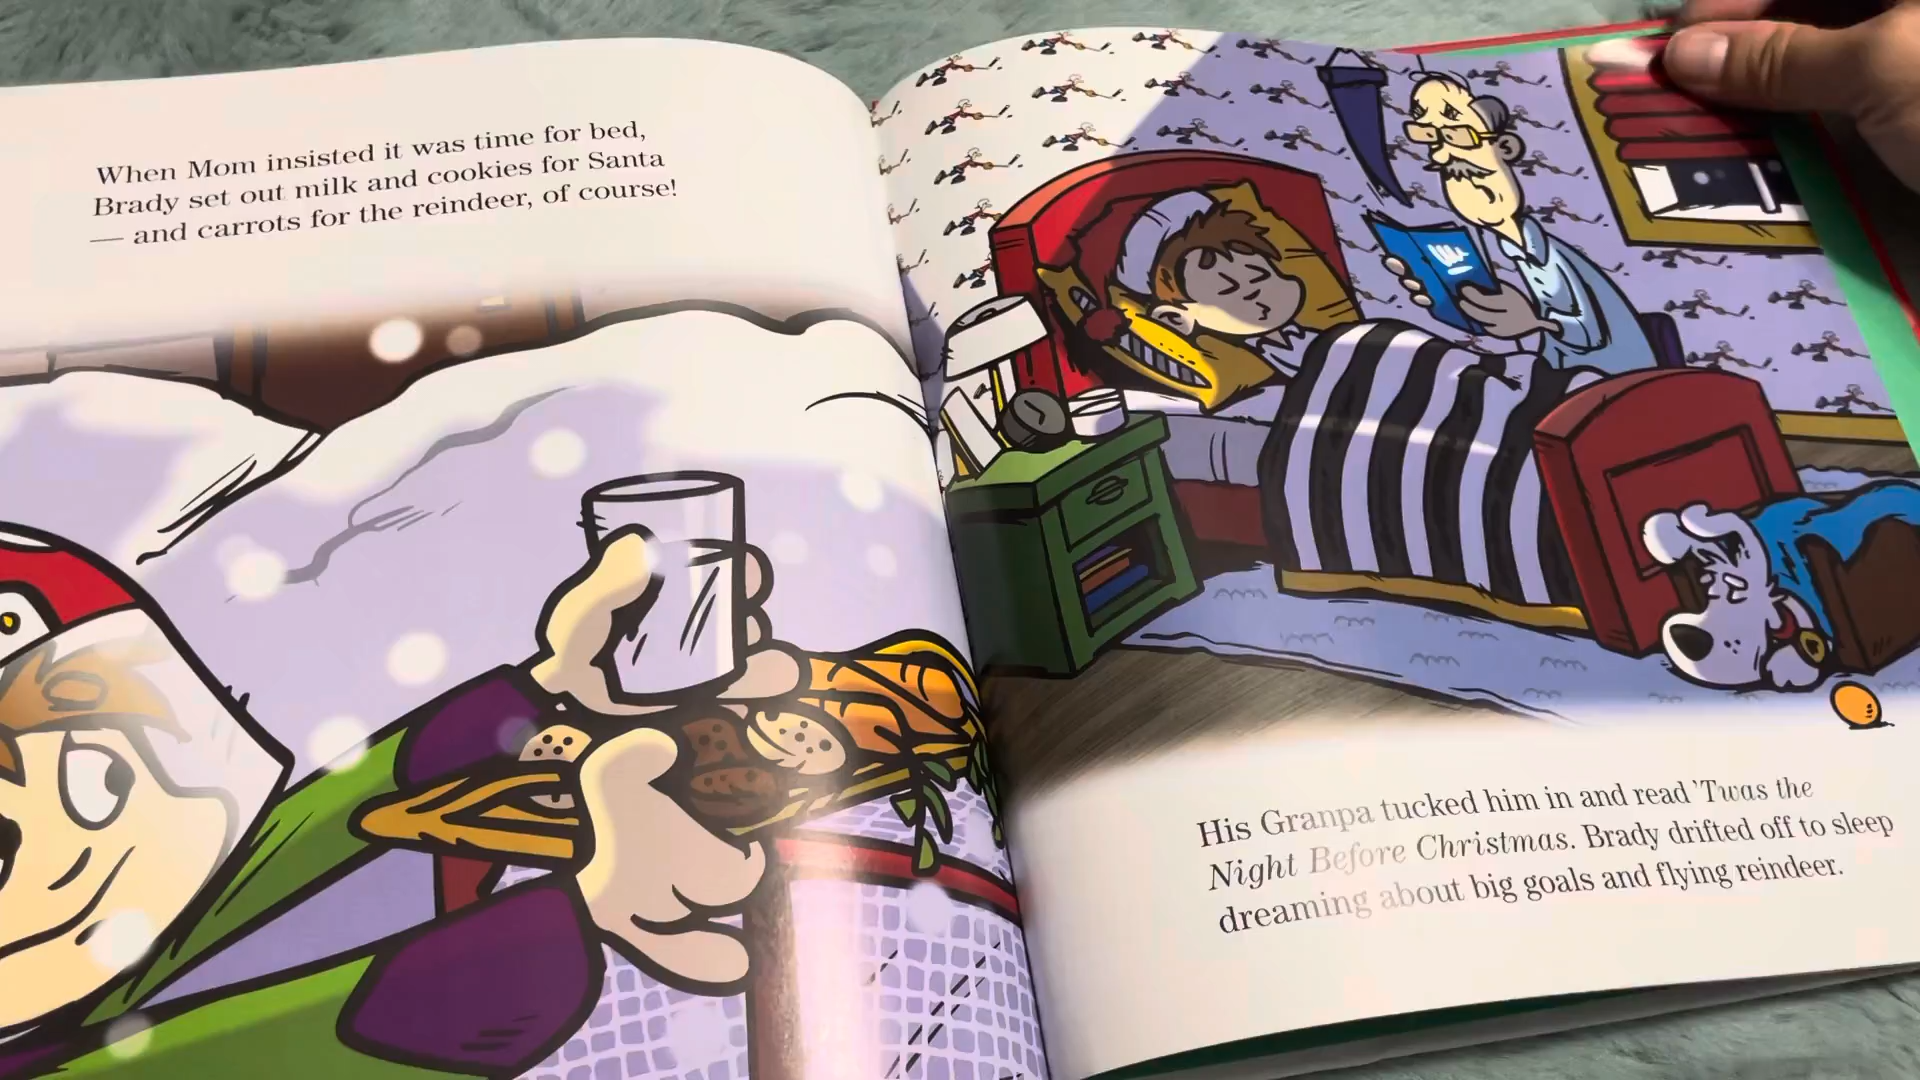 When Mom insisted it was time for bed,
Brady set out milk and cookies for Santa
— and carrots for the reindeer, of course!
His Granpa tucked him in and read 'Twas the
Night Before Christmas. Brady drifted off to sleep
dreaming about big goals and flying reindeer.